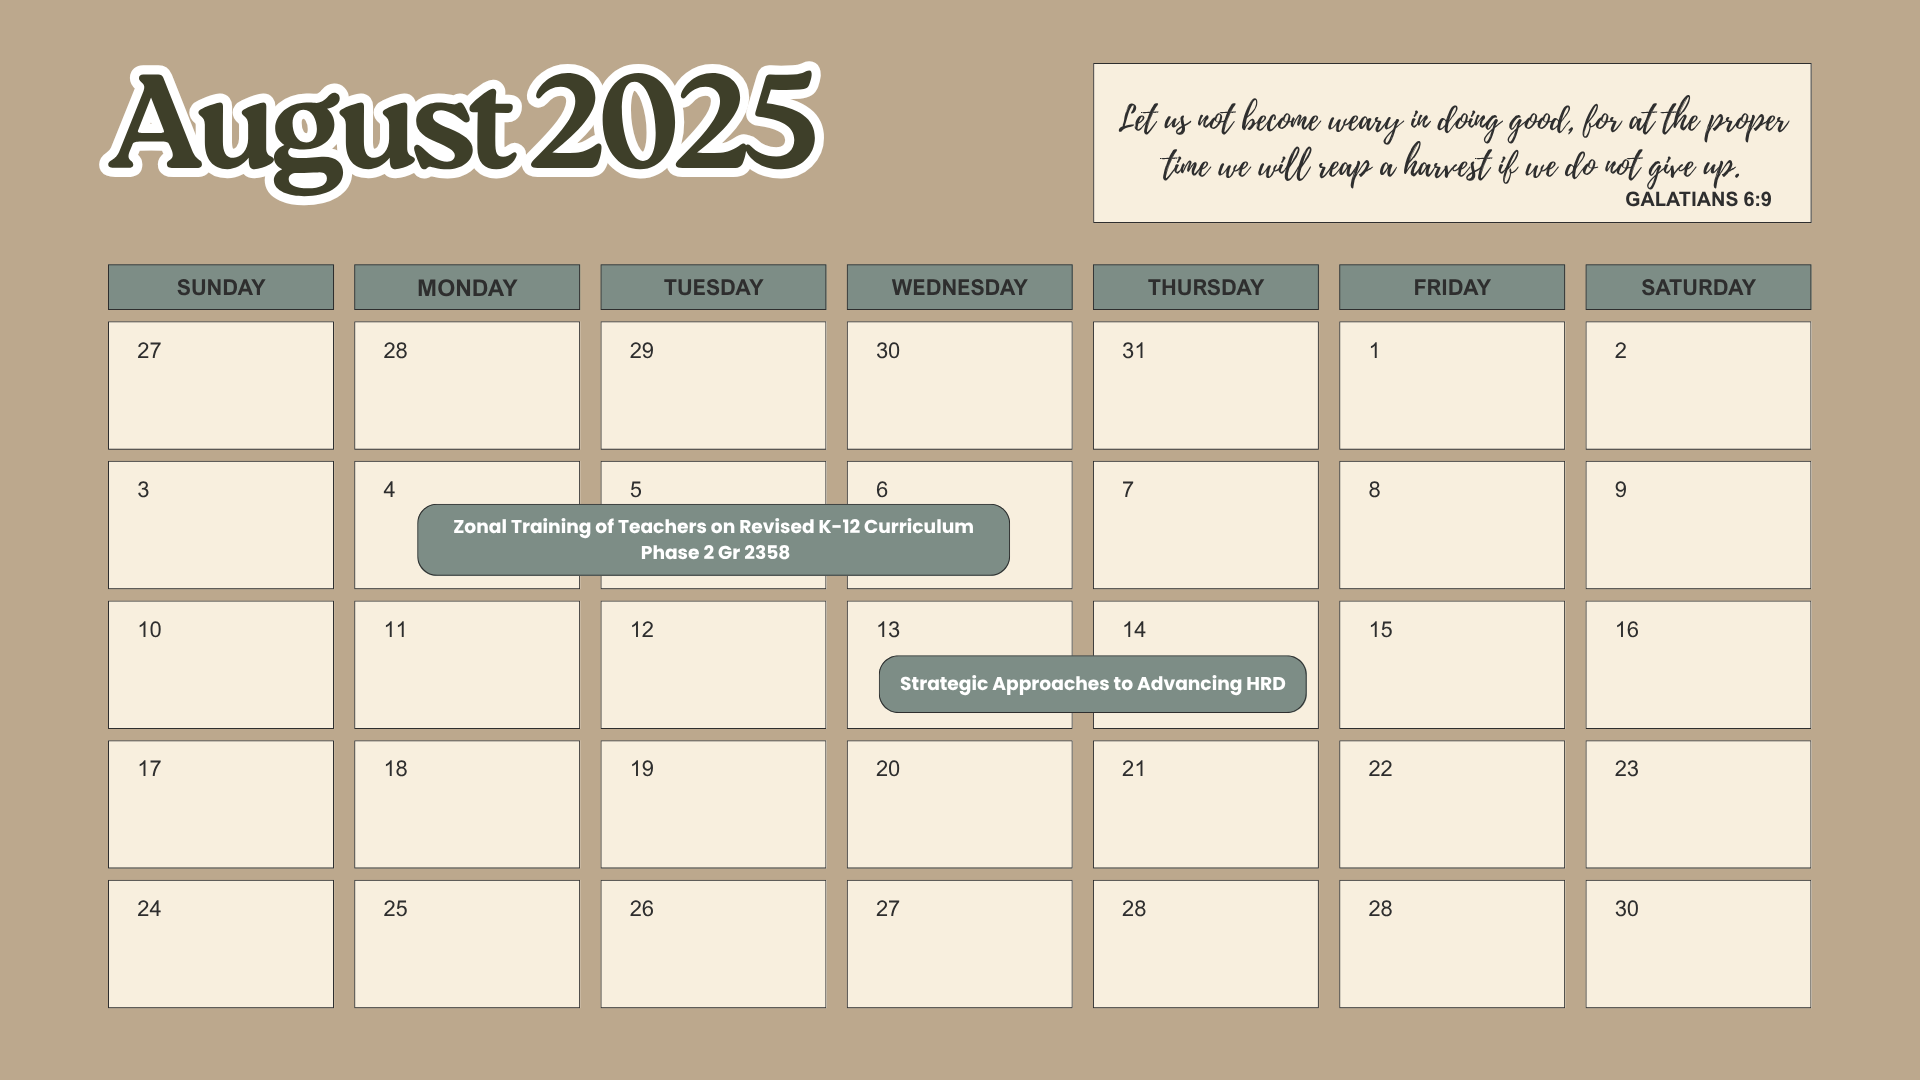 August 2025
Let us not become weary in doing good, for at the proper
time we will reap a harvest if we do not give up.
GALATIANS 6:9
SUNDAY MONDAY TUESDAY WEDNESDAY THURSDAY FRIDAY SATURDAY
27 28 29 30 31 1 2
3 4 5 6 7 8 9
Zonal Training of Teachers on Revised K-12 Curriculum
Phase 2 Gr 2358
10 11 12 13 14 15 16
Strategic Approaches to Advancing HRD
17 18 19 20 21 22 23
24 25 26 27 28 28 30